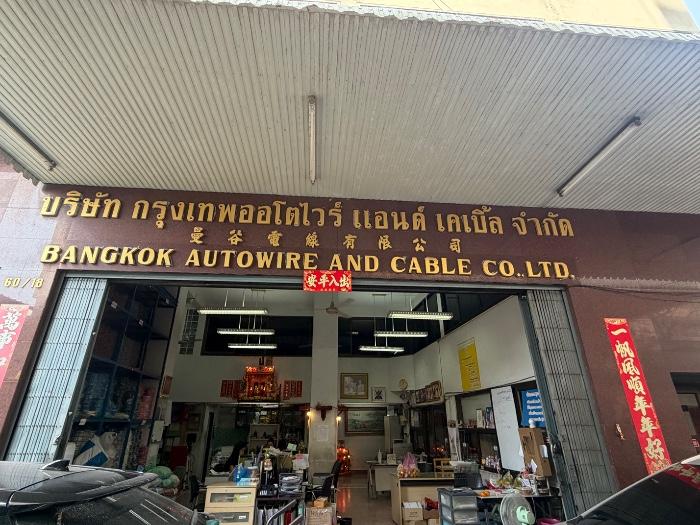 บริษัท กรุงเทพออโตไวร์ แอนด์ เคเบิ้ล จำกัด
曼谷電線有限公司
BANGKOK AUTOWIRE AND CABLE CO.,LTD.
60/18
安平入出
一帆風順年年好
萬事